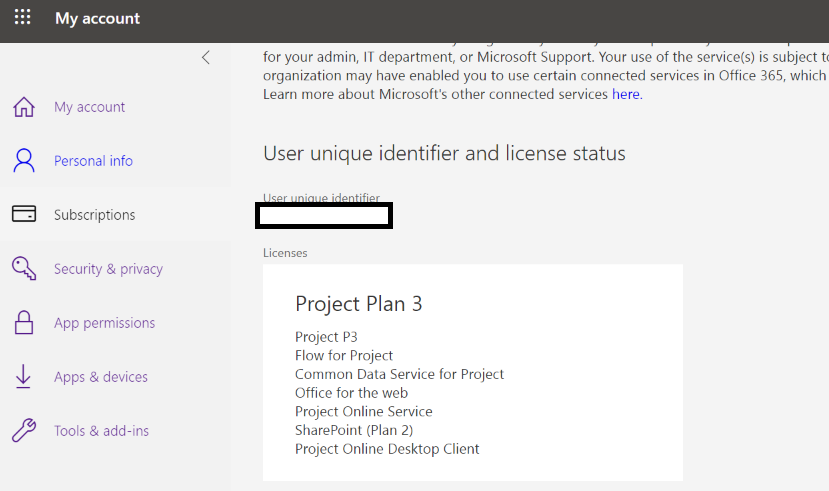 My account
for your admin, IT department, or Microsoft Support. Your use of the service(s) is subject to
organization may have enabled you to use certain connected services in Office 365, which
Learn more about Microsoft's other connected services here.
My account
Personal info
Subscriptions
Security & privacy
App permissions
Apps & devices
Tools & add-ins
User unique identifier and license status
User unique identifier
Licenses
Project Plan 3
Project P3
Flow for Project
Common Data Service for Project
Office for the web
Project Online Service
SharePoint (Plan 2)
Project Online Desktop Client